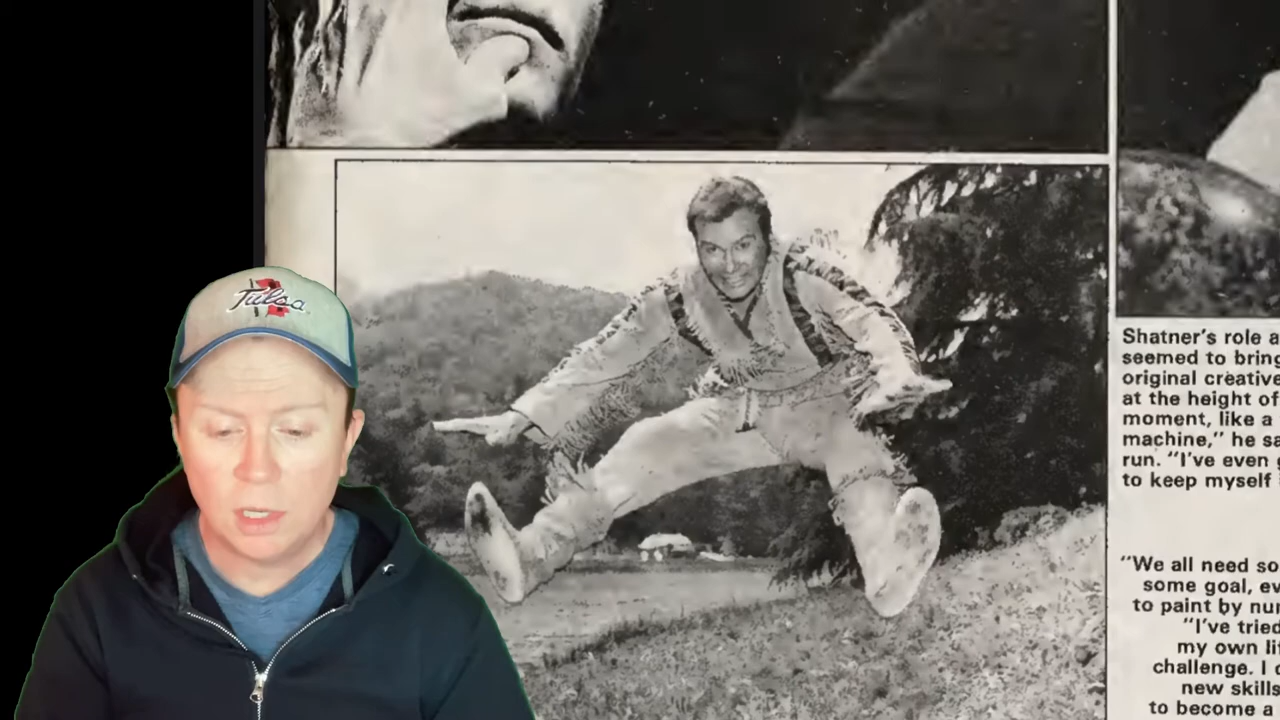 Tulsa
Shatner's role a
seemed to bring
original creative
at the height of
moment, like a
machine," he sa
run. "I've even g
to keep myself
"We all need so
some goal, ev
to paint by nu
"I've tried
my own li
challenge. I
new skills
to become a